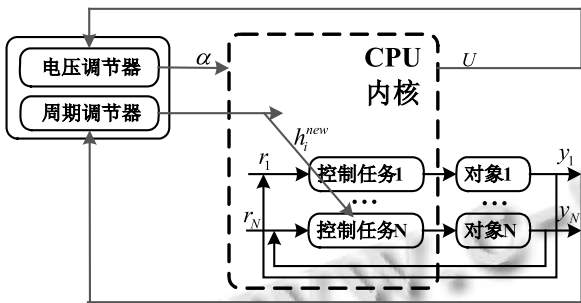 电压调节器
α
CPU
内核
U
周期调节器
h_i^{new}
r_1
控制任务1
对象1
y_1
...
...
r_N
控制任务N
对象N
y_N